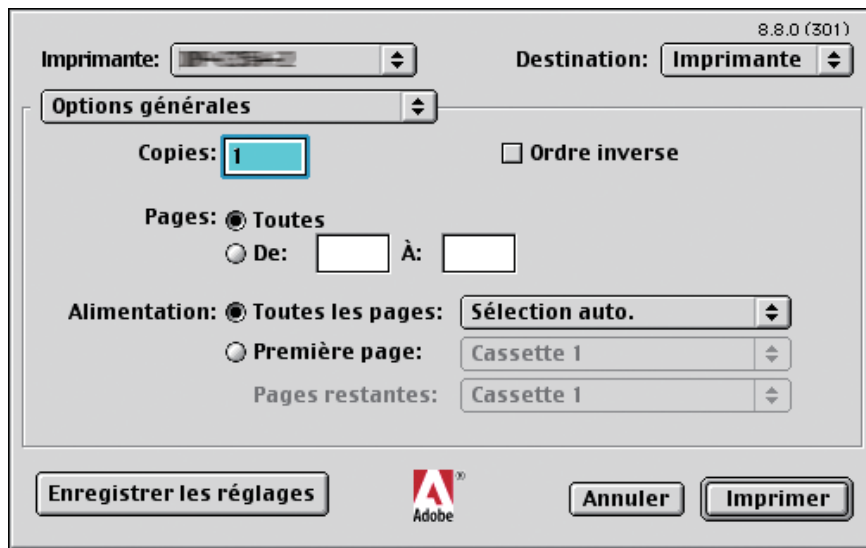 8.8.0 (301)
Imprimante: Destination: Imprimante
Options générales
Copies: 1 Ordre inverse
Pages: Toutes
De: À:
Alimentation: Toutes les pages: Sélection auto.
Première page: Cassette 1
Pages restantes: Cassette 1
Enregistrer les réglages Adobe® Annuler Imprimer